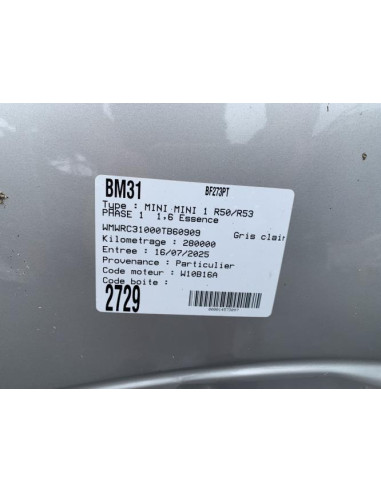 BM31 BF273PT
Type : MINI MINI 1 R50/R53
PHASE 1 1,6 Essence
WMWRC31000TB60909 Gris clair
Kilometrage : 280000
Entree : 16/07/2025
Provenance : Particulier
Code moteur : W10B16A
Code boite :
2729